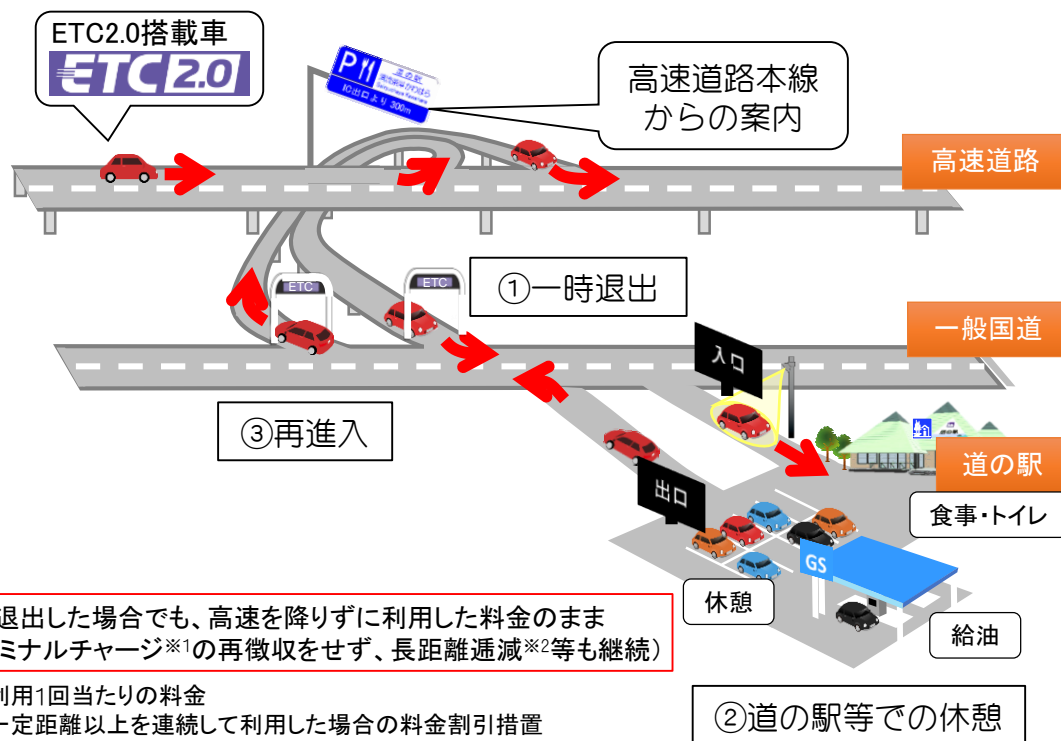 ETC2.0搭載車
ETC 2.0
P
道の駅
IC出口より 300m
高速道路本線
からの案内
高速道路
ETC
ETC
①一時退出
一般国道
入口
③再進入
道の駅
出口
食事・トイレ
GS
休憩
給油
退出した場合でも、高速を降りずに利用した料金のまま
ミナルチャージ※1の再徴収をせず、長距離逓減※2等も継続）
利用1回当たりの料金
一定距離以上を連続して利用した場合の料金割引措置
②道の駅等での休憩